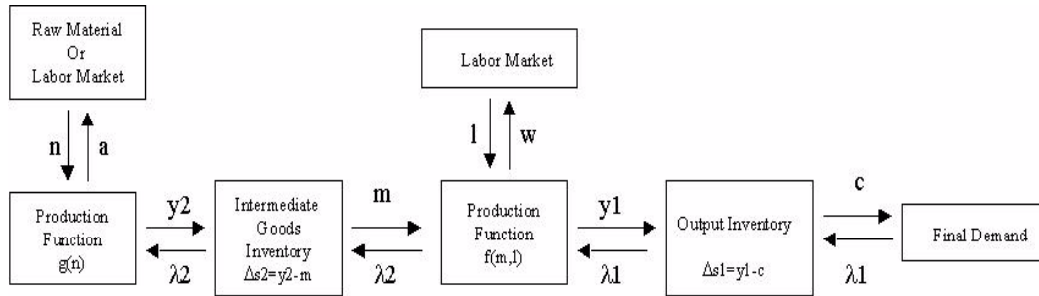 Raw Material
Or
Labor Market
Labor Market
n
a
l
w
Production
Function
g(n)
y2
λ2
Intermediate
Goods
Inventory
Δs2=y2-m
m
λ2
Production
Function
f(m,l)
y1
λ1
Output Inventory
Δs1=y1-c
c
λ1
Final Demand